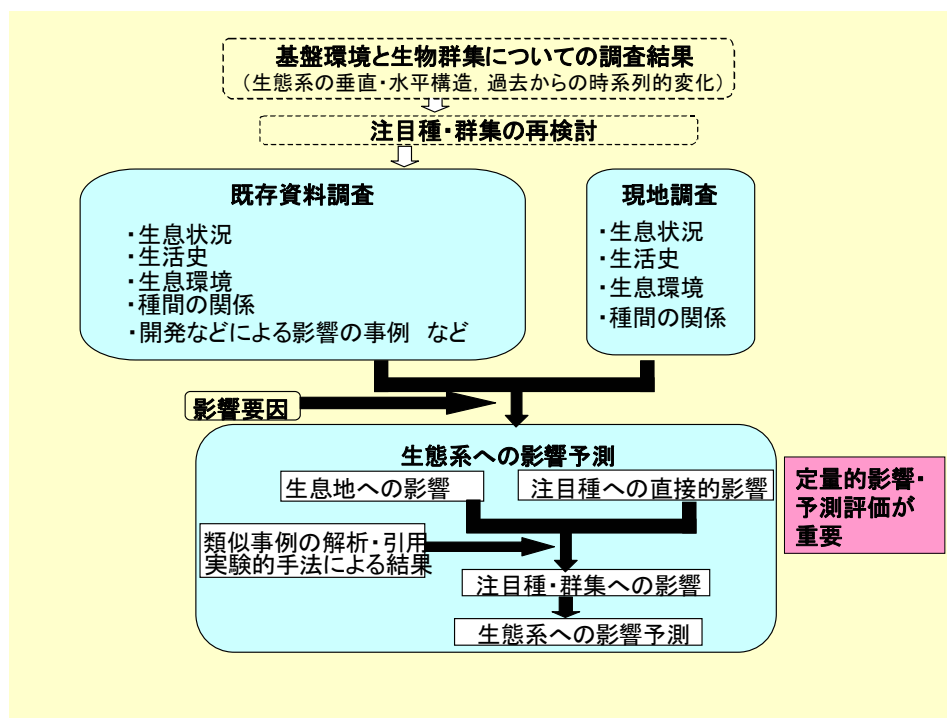 基盤環境と生物群集についての調査結果
（生態系の垂直・水平構造，過去からの時系列的変化）
注目種・群集の再検討
既存資料調査
・生息状況
・生活史
・生息環境
・種間の関係
・開発などによる影響の事例　など
現地調査
・生息状況
・生活史
・生息環境
・種間の関係
影響要因
生態系への影響予測
生息地への影響
注目種への直接的影響
類似事例の解析・引用
実験的手法による結果
注目種・群集への影響
生態系への影響予測
定量的影響・
予測評価が
重要